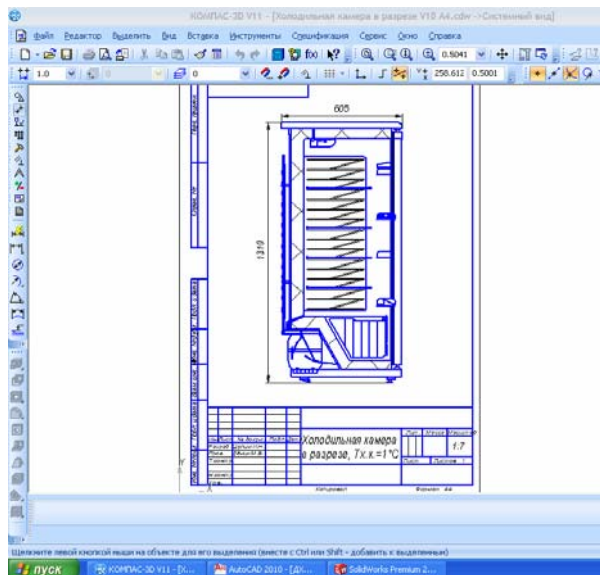 КОМПАС-3D V11 - [Холодильная камера в разрезе V10 A4.cdw ->Системный вид]
Файл Редактор Выделить Вид Вставка Инструменты Спецификация Сервис Окно Справка
0.5041
1.0 0 258.612 0.5001
605
1319
Холодильная камера
в разрезе, Тх.к.=1°C
1:7
Копировал Формат А4
Щелкните левой кнопкой мыши на объекте для его выделения (вместе с Ctrl или Shift - добавить к выделенным)
пуск КОМПАС-3D V11 - [Х... AutoCAD 2010 - [ДХ... SolidWorks Premium 2...